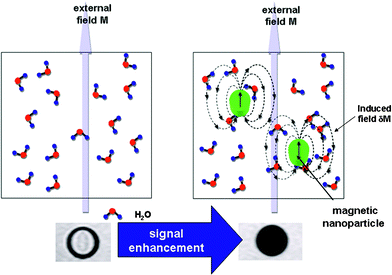 external
field M
external
field M
Induced
field δM
magnetic
nanoparticle
H₂O
signal
enhancement